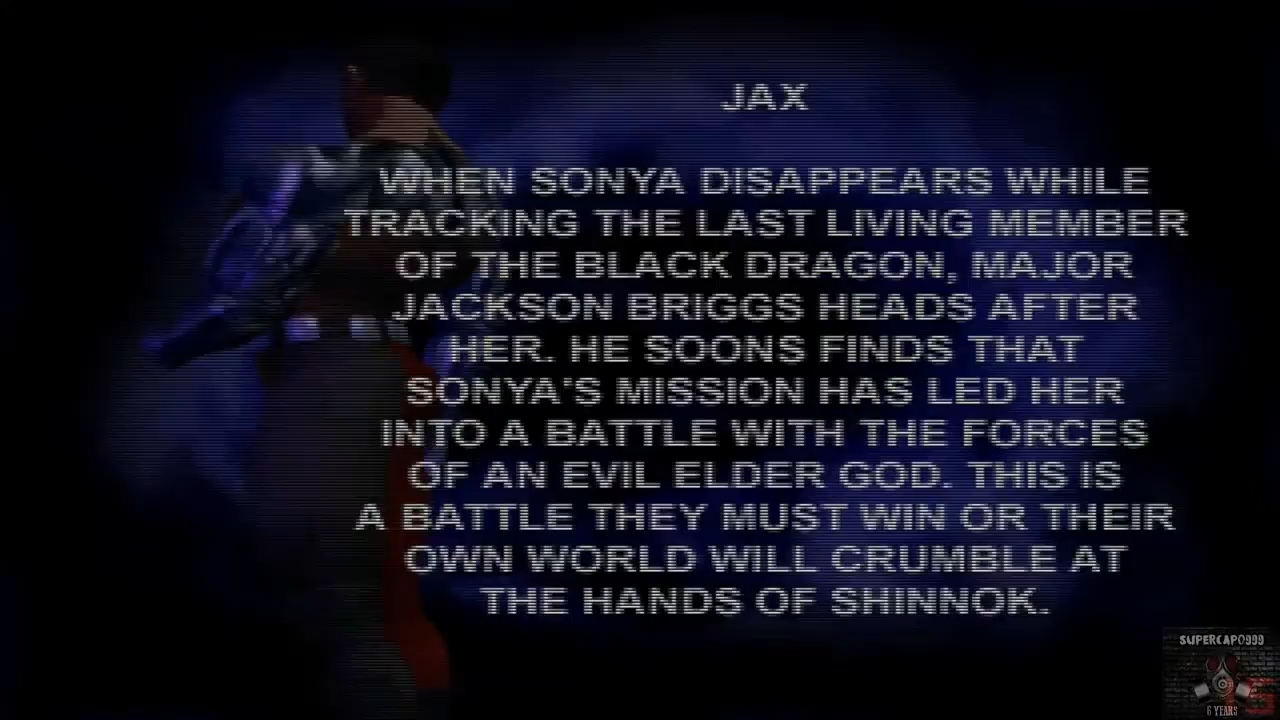 JAX
WHEN SONYA DISAPPEARS WHILE
TRACKING THE LAST LIVING MEMBER
OF THE BLACK DRAGON, MAJOR
JACKSON BRIGGS HEADS AFTER
HER. HE SOONS FINDS THAT
SONYA'S MISSION HAS LED HER
INTO A BATTLE WITH THE FORCES
OF AN EVIL ELDER GOD. THIS IS
A BATTLE THEY MUST WIN OR THEIR
OWN WORLD WILL CRUMBLE AT
THE HANDS OF SHINNOK.
SUPERCAPO999
6 YEARS